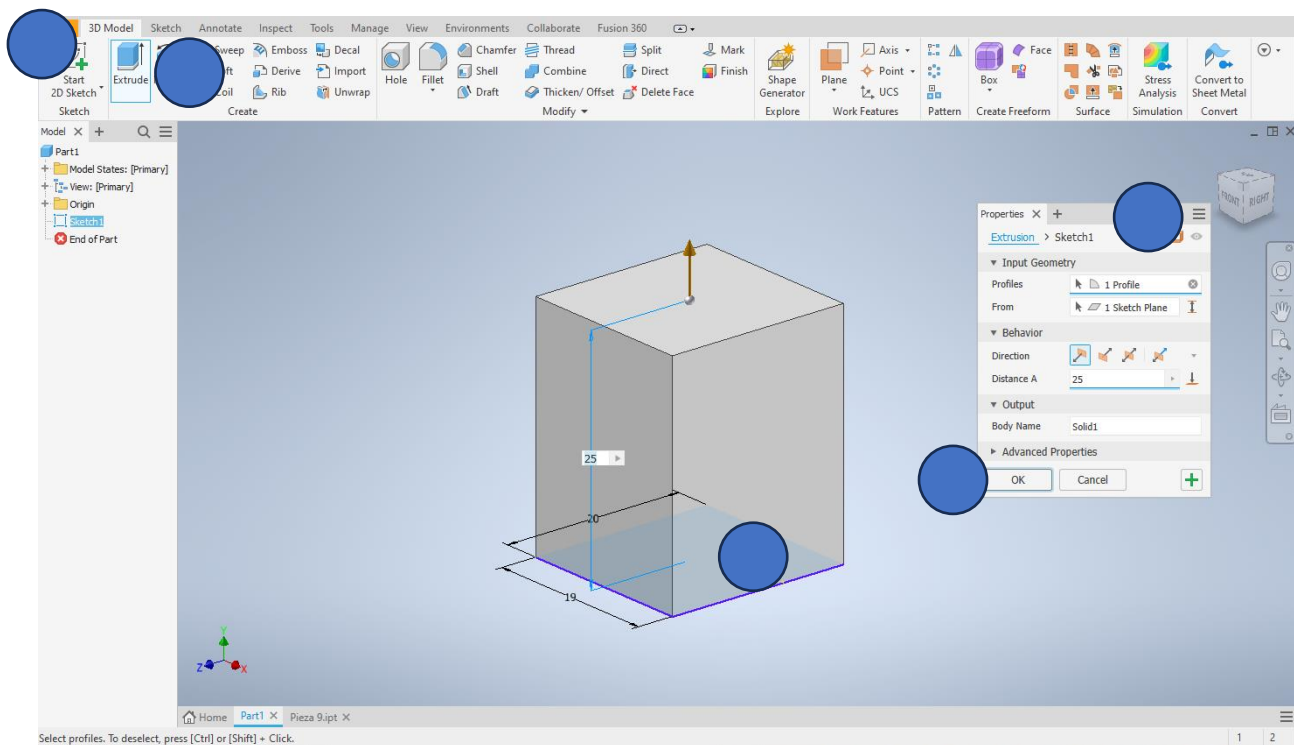 3D Model Sketch Annotate Inspect Tools Manage View Environments Collaborate Fusion 360
Start
2D Sketch
Extrude
Sweep
Emboss
Decal
Derive
Import
Rib
Unwrap
Hole
Fillet
Chamfer
Thread
Split
Mark
Shell
Combine
Direct
Finish
Draft
Thicken/ Offset
Delete Face
Shape
Generator
Plane
Axis
Point
UCS
Box
Face
Stress
Analysis
Convert to
Sheet Metal
Sketch Create Modify Explore Work Features Pattern Create Freeform Surface Simulation Convert
Model
Part1
Model States: [Primary]
View: [Primary]
Origin
Sketch1
End of Part
FRONT
RIGHT
25
20
19
Y
Z
X
Properties
Extrusion > Sketch1
Input Geometry
Profiles 1 Profile
From 1 Sketch Plane
Behavior
Direction
Distance A 25
Output
Body Name Solid1
Advanced Properties
OK Cancel
Home Part1 Pieza 9.ipt
Select profiles. To deselect, press [Ctrl] or [Shift] + Click.
1 2